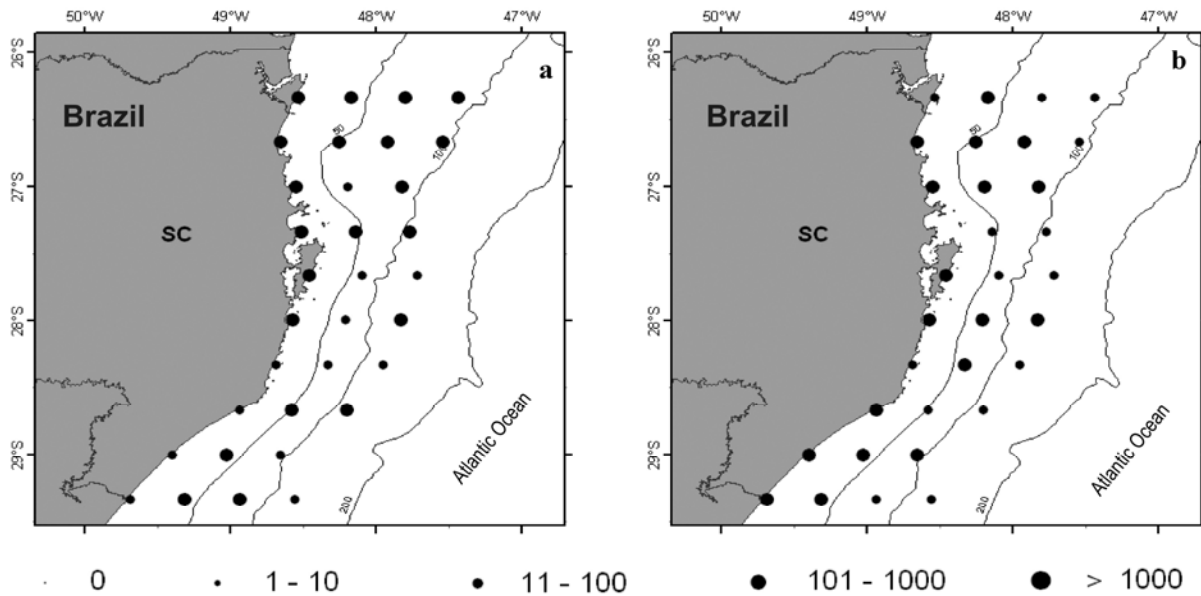 50°W 49°W 48°W 47°W 50°W 49°W 48°W 47°W
26°S 26°S
a b
Brazil Brazil
50 50
100 100
27°S 27°S
SC SC
28°S 28°S
Atlantic Ocean Atlantic Ocean
29°S 29°S
200 200
0 1 - 10 11 - 100 101 - 1000 > 1000